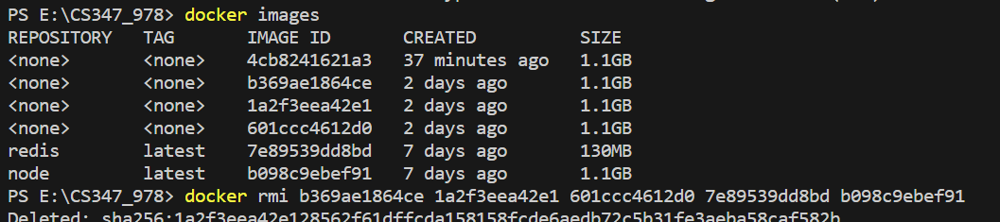 PS E:\CS347_978> docker images
REPOSITORY TAG IMAGE ID CREATED SIZE
<none> <none> 4cb8241621a3 37 minutes ago 1.1GB
<none> <none> b369ae1864ce 2 days ago 1.1GB
<none> <none> 1a2f3eea42e1 2 days ago 1.1GB
<none> <none> 601ccc4612d0 2 days ago 1.1GB
redis latest 7e89539dd8bd 7 days ago 130MB
node latest b098c9ebef91 7 days ago 1.1GB
PS E:\CS347_978> docker rmi b369ae1864ce 1a2f3eea42e1 601ccc4612d0 7e89539dd8bd b098c9ebef91
Deleted: sha256:1a2f3eea42e128562f61dffcda158158fcde6aedb72c5b31fe3aeba58caf582b